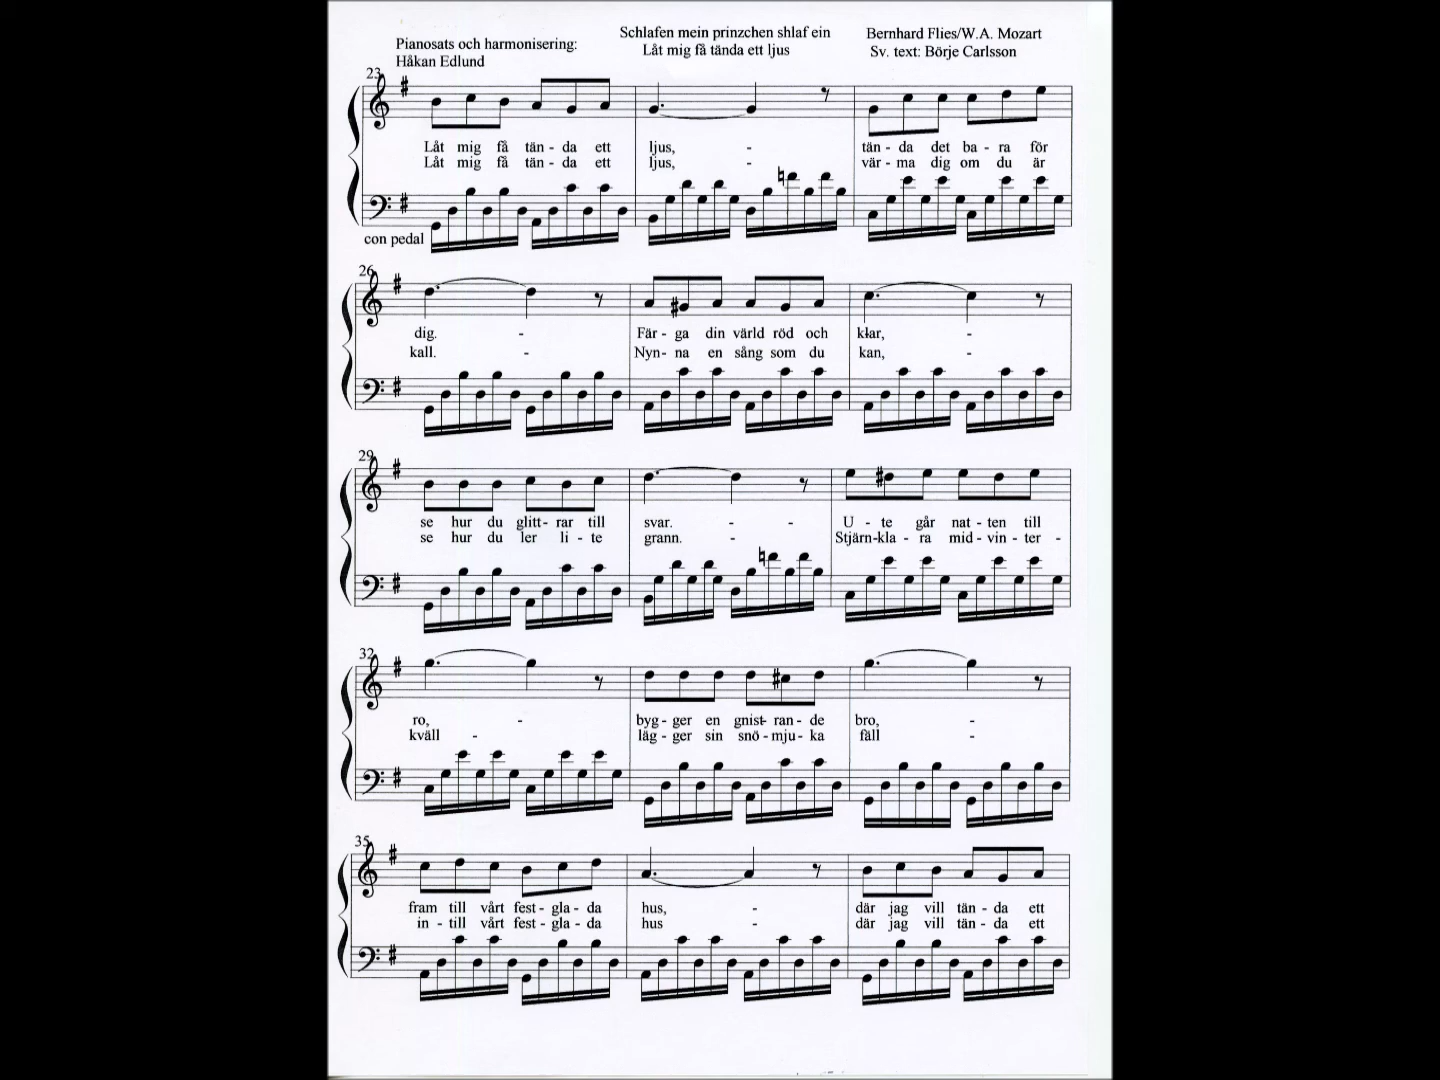 Schlafen mein prinzchen shlaf ein
Låt mig få tända ett ljus
Bernhard Flies/W.A. Mozart
Sv. text: Börje Carlsson
Pianosats och harmonisering:
Håkan Edlund
23
Låt mig få tän - da ett ljus, - tän - da det ba - ra för
Låt mig få tän - da ett ljus, - vär - ma dig om du är
con pedal
26
dig. - Fär - ga din värld röd och klar, -
kall. - Nyn - na en sång som du kan, -
29
se hur du glitt - rar till svar. - - U - te går nat - ten till
se hur du ler li - te grann. - Stjärn - kla - ra mid - vin - ter -
32
ro, - byg - ger en gnist - ran - de bro, -
kväll - läg - ger sin snö - mju - ka fäll -
35
fram till vårt fest - gla - da hus, - där jag vill tän - da ett
in - till vårt fest - gla - da hus - där jag vill tän - da ett